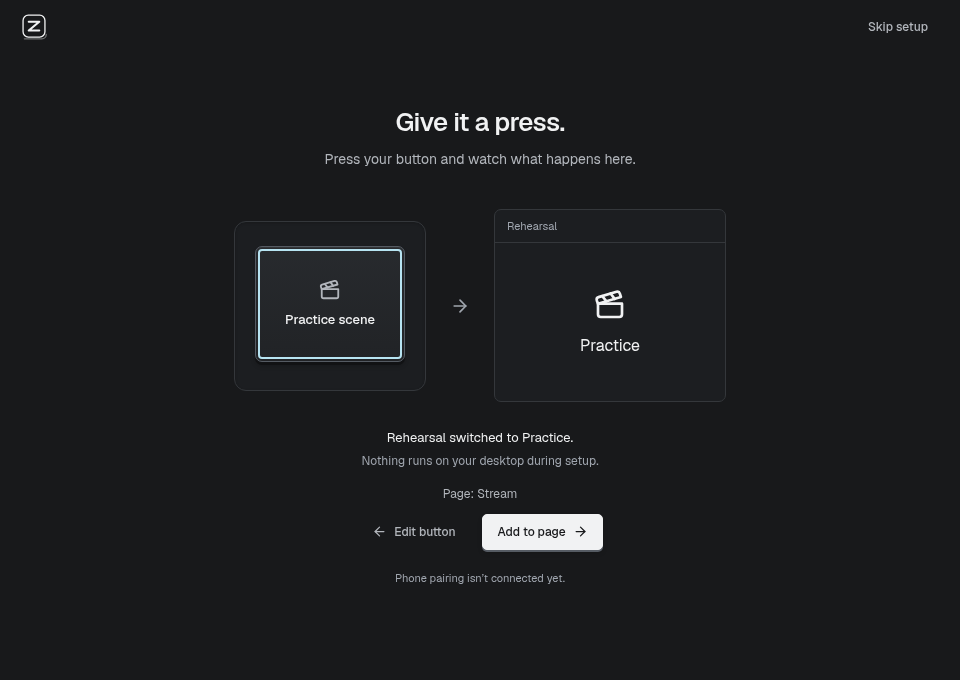 Z
Skip setup
Give it a press.
Press your button and watch what happens here.
Rehearsal
Practice scene
Practice
Rehearsal switched to Practice.
Nothing runs on your desktop during setup.
Page: Stream
Edit button
Add to page
Phone pairing isn't connected yet.